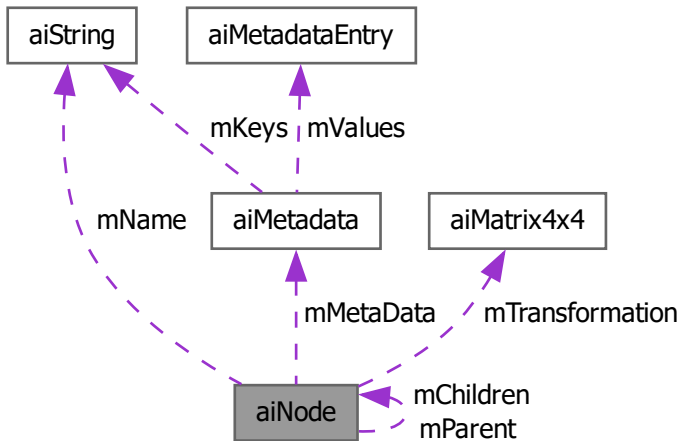 aiString
aiMetadataEntry
mKeys
mValues
mName
aiMetadata
aiMatrix4x4
mMetaData
mTransformation
aiNode
mChildren
mParent